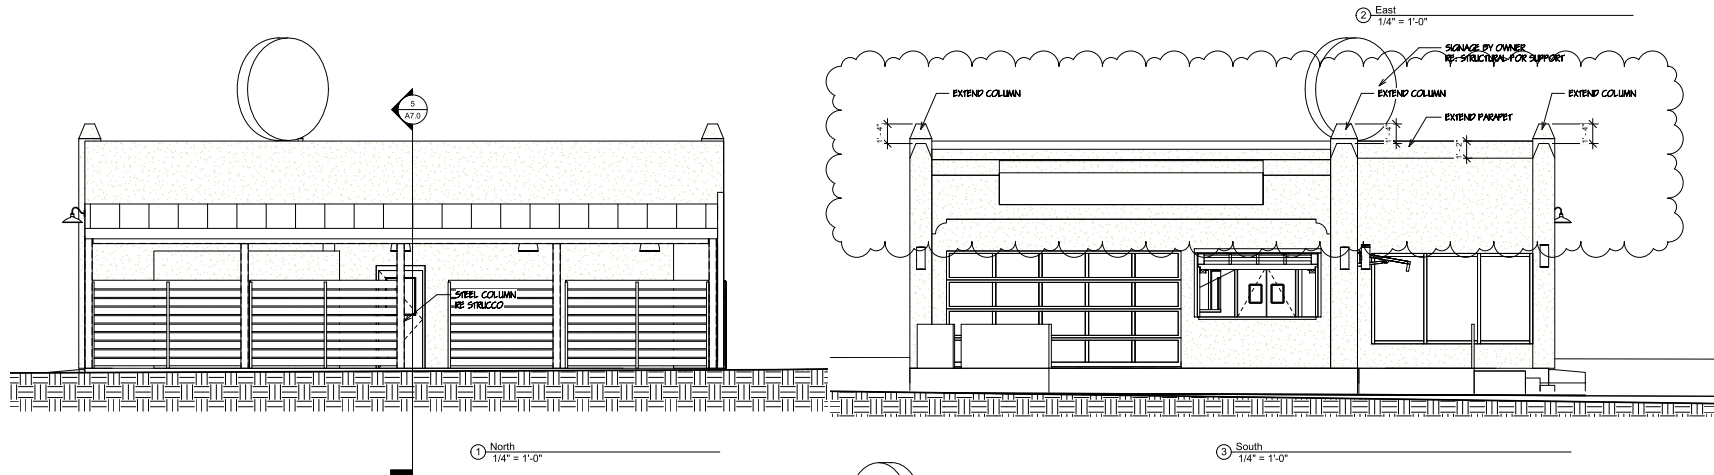 2 East
1/4" = 1'-0"
SIGNAGE BY OWNER
RE: STRUCTURAL FOR SUPPORT
EXTEND COLUMN
EXTEND COLUMN
EXTEND COLUMN
EXTEND PARAPET
1'-4"
1'-4"
1'-2"
1'-4"
5
A7.0
STEEL COLUMN
RE STRUCCO
1 North
1/4" = 1'-0"
3 South
1/4" = 1'-0"